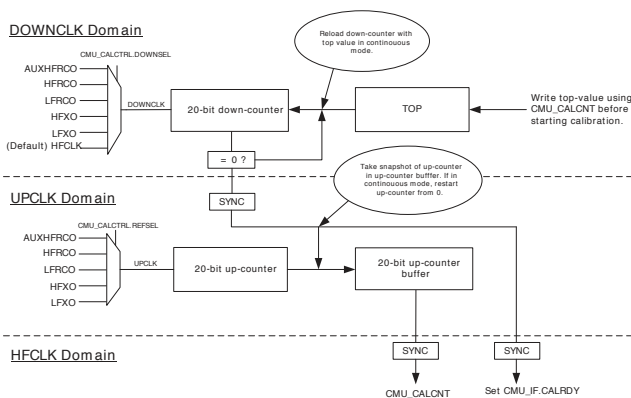 DOWNCLK Domain
CMU_CALCTRL.DOWNSEL
AUXHFRCO
HFRCO
LFRCO
HFXO
LFXO
(Default) HFCLK
DOWNCLK
20-bit down-counter
Reload down-counter with
top value in continouous
mode.
TOP
Write top-value using
CMU_CALCNT before
starting calibration.
= 0 ?
SYNC
Take snapshot of up-counter
in up-counter bufffer. If in
continuous mode, restart
up-counter from 0.
UPCLK Domain
CMU_CALCTRL.REFSEL
AUXHFRCO
HFRCO
LFRCO
HFXO
LFXO
UPCLK
20-bit up-counter
20-bit up-counter
buffer
HFCLK Domain
SYNC
SYNC
CMU_CALCNT
Set CMU_IF.CALRDY